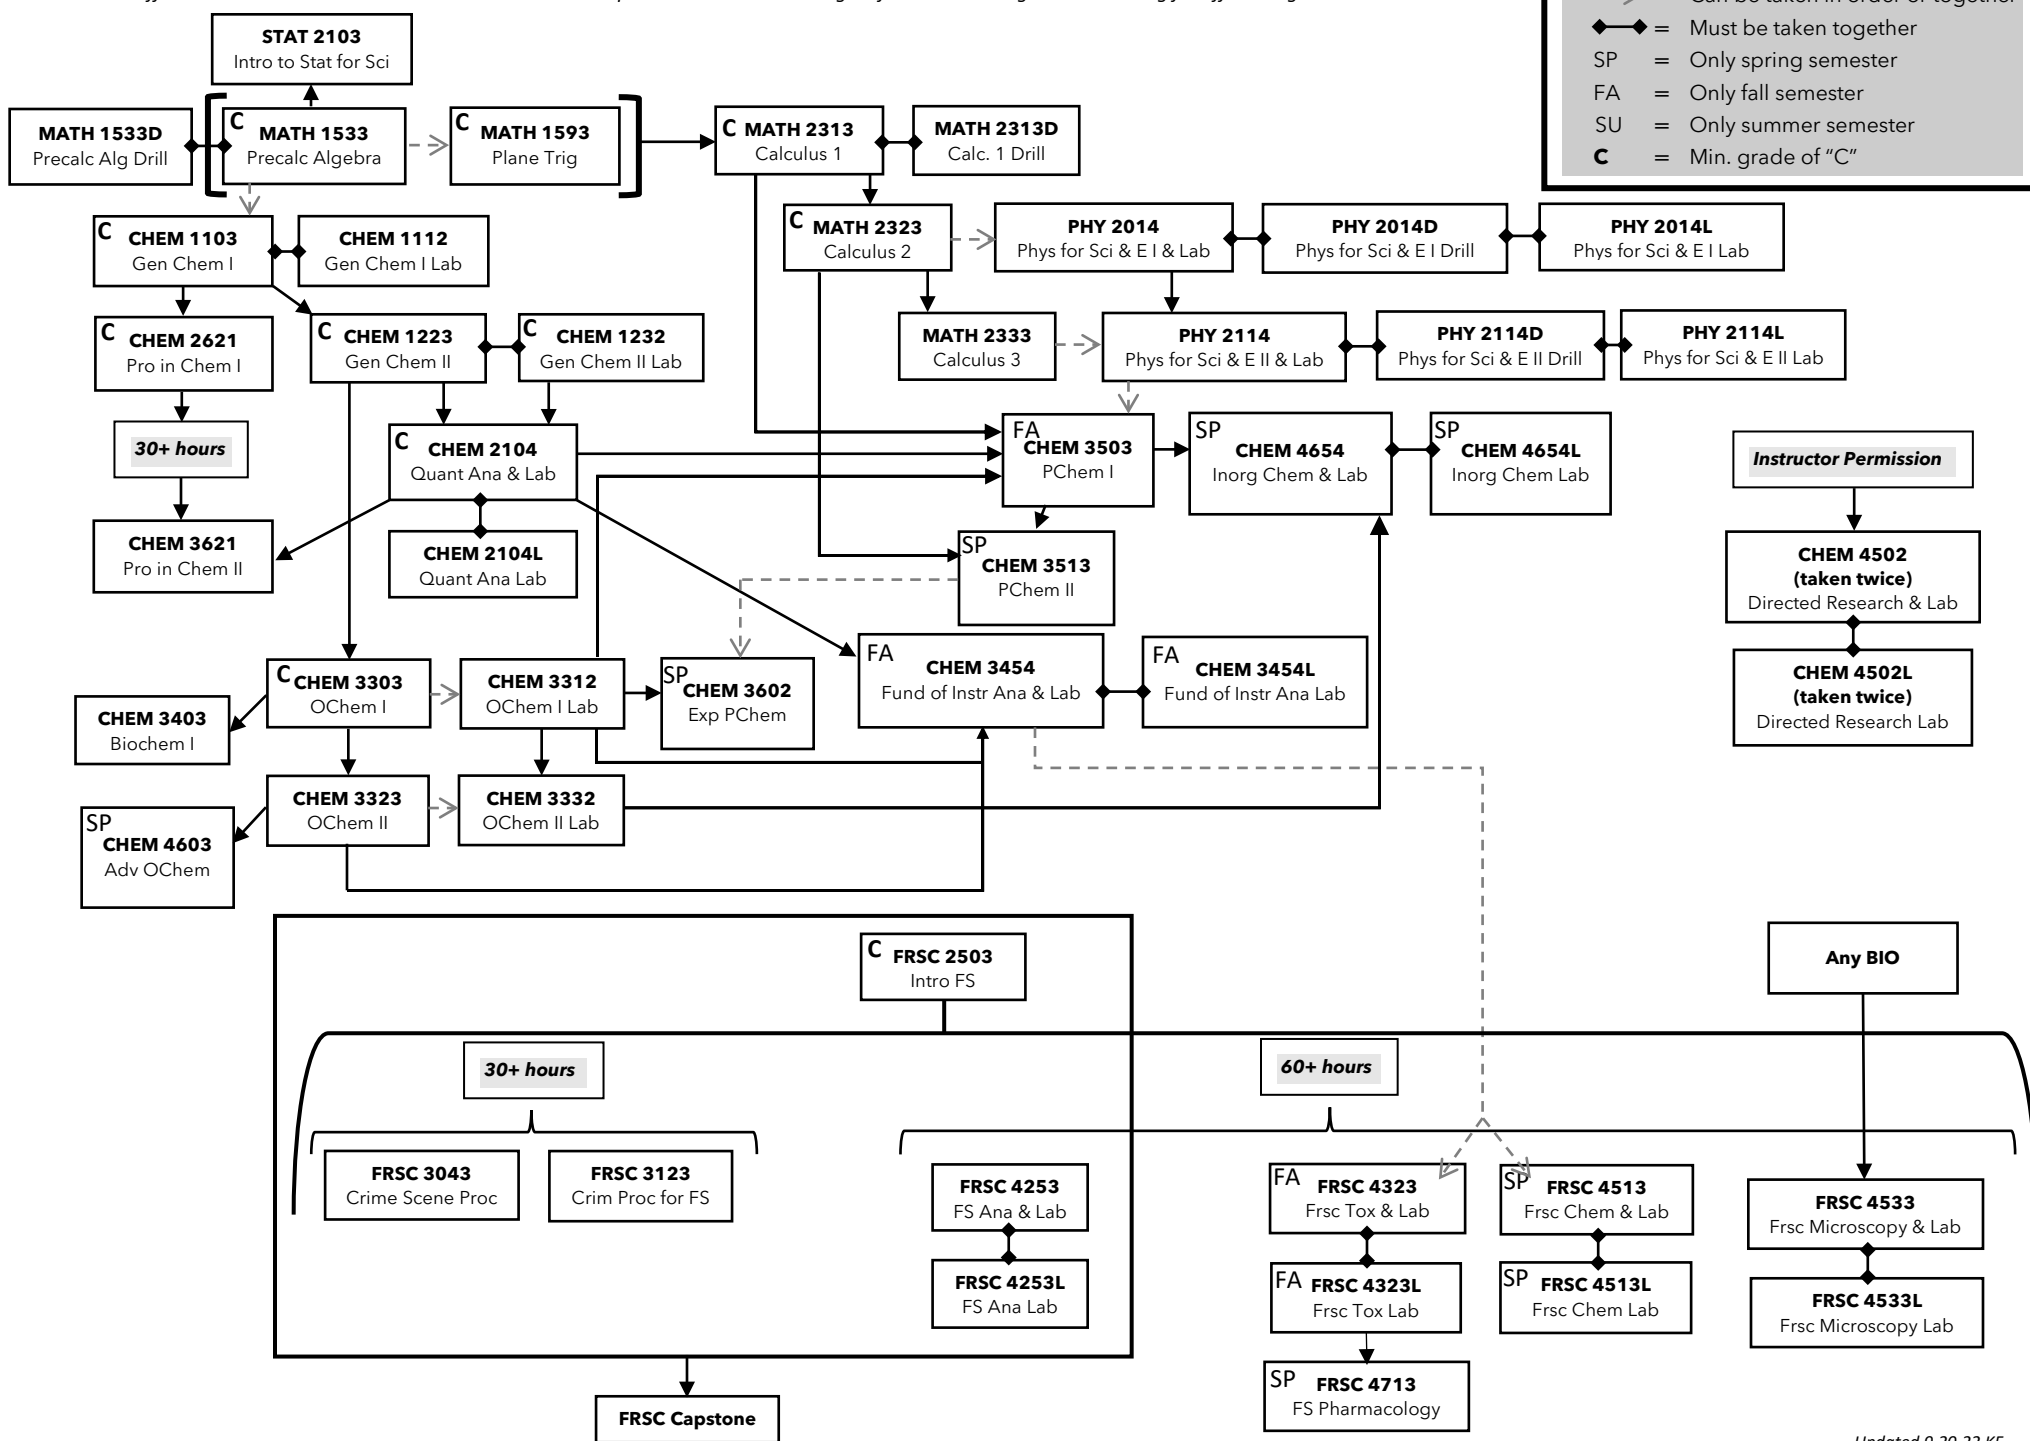 Can be taken in order or together
= Must be taken together
SP = Only spring semester
FA = Only fall semester
SU = Only summer semester
C = Min. grade of “C”
STAT 2103
Intro to Stat for Sci
MATH 1533D
Precalc Alg Drill
C MATH 1533
Precalc Algebra
C MATH 1593
Plane Trig
C MATH 2313
Calculus 1
MATH 2313D
Calc. 1 Drill
C CHEM 1103
Gen Chem I
CHEM 1112
Gen Chem I Lab
C MATH 2323
Calculus 2
PHY 2014
Phys for Sci & E I & Lab
PHY 2014D
Phys for Sci & E I Drill
PHY 2014L
Phys for Sci & E I Lab
C CHEM 2621
Pro in Chem I
C CHEM 1223
Gen Chem II
C CHEM 1232
Gen Chem II Lab
MATH 2333
Calculus 3
PHY 2114
Phys for Sci & E II & Lab
PHY 2114D
Phys for Sci & E II Drill
PHY 2114L
Phys for Sci & E II Lab
30+ hours
C CHEM 2104
Quant Ana & Lab
FA
CHEM 3503
PChem I
SP
CHEM 4654
Inorg Chem & Lab
SP
CHEM 4654L
Inorg Chem Lab
Instructor Permission
CHEM 3621
Pro in Chem II
CHEM 2104L
Quant Ana Lab
SP
CHEM 3513
PChem II
CHEM 4502
(taken twice)
Directed Research & Lab
CHEM 4502L
(taken twice)
Directed Research Lab
C CHEM 3303
OChem I
CHEM 3312
OChem I Lab
SP
CHEM 3602
Exp PChem
FA
CHEM 3454
Fund of Instr Ana & Lab
FA
CHEM 3454L
Fund of Instr Ana Lab
CHEM 3403
Biochem I
CHEM 3323
OChem II
CHEM 3332
OChem II Lab
SP
CHEM 4603
Adv OChem
C FRSC 2503
Intro FS
Any BIO
30+ hours
60+ hours
FRSC 3043
Crime Scene Proc
FRSC 3123
Crim Proc for FS
FRSC 4253
FS Ana & Lab
FA
FRSC 4323
Frsc Tox & Lab
SP
FRSC 4513
Frsc Chem & Lab
FRSC 4533
Frsc Microscopy & Lab
FRSC 4253L
FS Ana Lab
FA
FRSC 4323L
Frsc Tox Lab
SP
FRSC 4513L
Frsc Chem Lab
FRSC 4533L
Frsc Microscopy Lab
SP
FRSC 4713
FS Pharmacology
FRSC Capstone